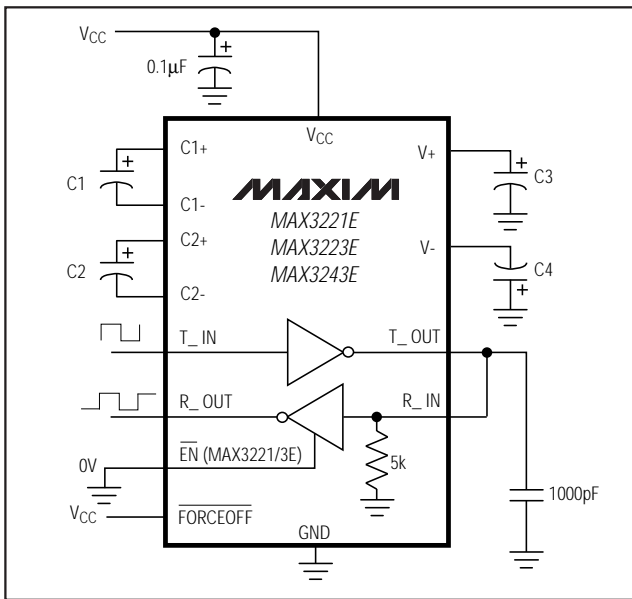 VCC
0.1μF
VCC
C1+
V+
C1
C3
C1-
MAXIM
MAX3221E
MAX3223E
MAX3243E
C2+
V-
C2
C4
C2-
T_ IN
T_ OUT
R_ OUT
R_ IN
EN (MAX3221/3E)
0V
5k
1000pF
VCC
FORCEOFF
GND